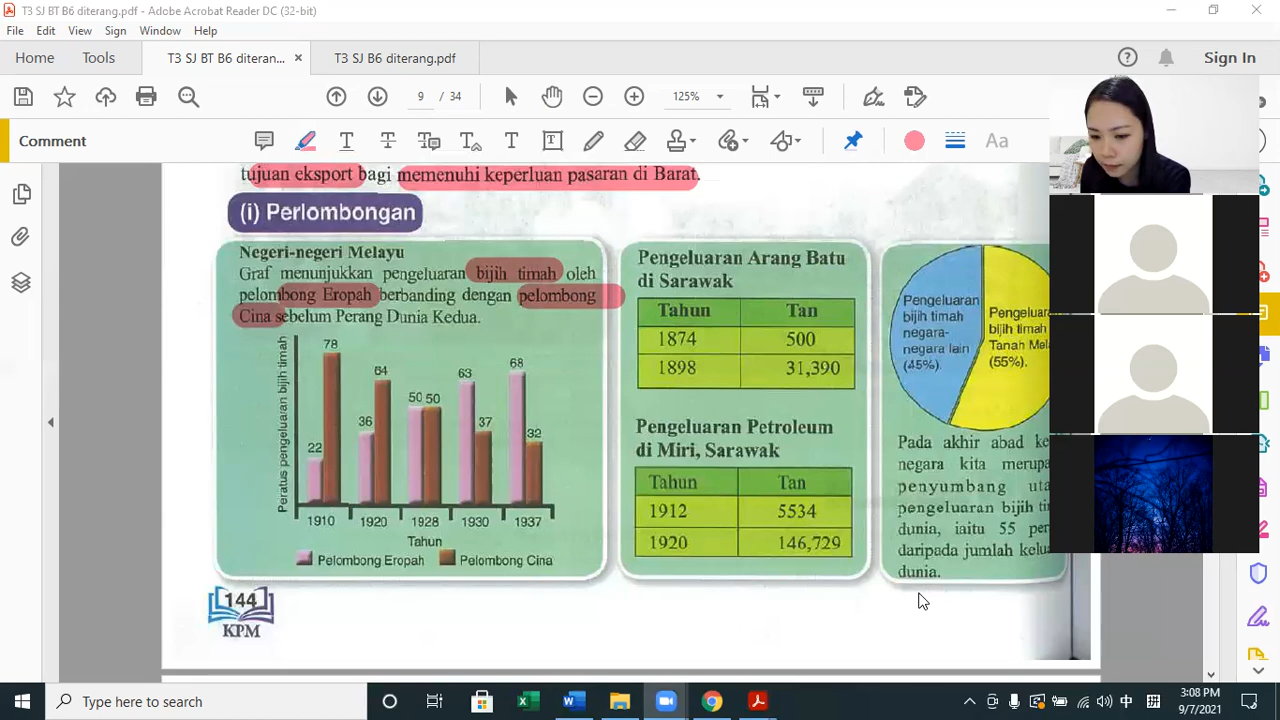 T3 SJ BT B6 diterang.pdf - Adobe Acrobat Reader DC (32-bit)
File Edit View Sign Window Help
Home Tools T3 SJ BT B6 diteran... × T3 SJ B6 diterang.pdf Sign In
9 / 34 125%
Comment
Aa
tujuan eksport bagi memenuhi keperluan pasaran di Barat.
(i) Perlombongan
Negeri-negeri Melayu
Graf menunjukkan pengeluaran bijih timah oleh
pelombong Eropah berbanding dengan pelombong
Cina sebelum Perang Dunia Kedua.
Peratus pengeluaran bijih timah
78
64
63
68
50 50
36
37
32
22
1910 1920 1928 1930 1937
Tahun
Pelombong Eropah Pelombong Cina
Pengeluaran Arang Batu
di Sarawak
Tahun Tan
1874 500
1898 31,390
Pengeluaran Petroleum
di Miri, Sarawak
Tahun Tan
1912 5534
1920 146,729
Pengeluaran
bijih timah
negara-
negara lain
(45%).
bijih timah
Tanah
(55%).
Pada akhir abad
negara kita
penyumbang
pengeluaran bijih
dunia, iaitu 55
daripada jumlah
dunia.
144
KPM
Type here to search
中 拼
3:08 PM
9/7/2021